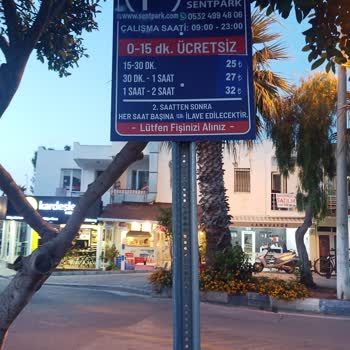 (P) SENTPARK
www.sentpark.com 0532 499 48 06
ÇALIŞMA SAATİ: 09:00 - 23:00
0-15 dk. ÜCRETSİZ
15-30 DK. 25 ₺
30 DK. - 1 SAAT 27 ₺
1 SAAT - 2 SAAT 32 ₺
2. SAATTEN SONRA
HER SAAT BAŞINA İLAVE EDİLECEKTİR.
- Lütfen Fişinizi Alınız -
kardeşle